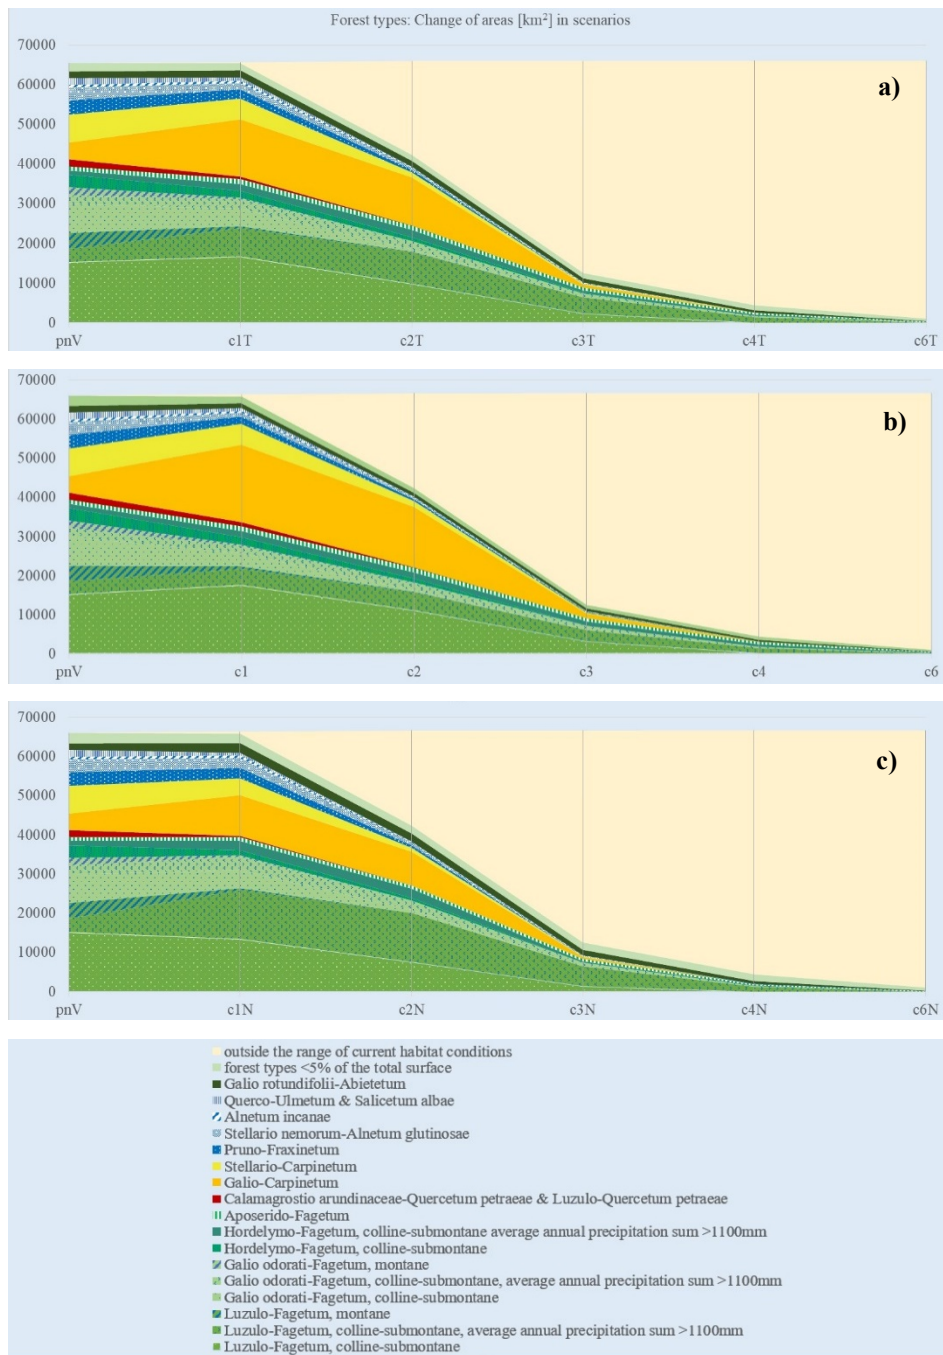 Forest types: Change of areas [km²] in scenarios
70000
a)
60000
50000
40000
30000
20000
10000
0
pnV c1T c2T c3T c4T c6T
70000
b)
60000
50000
40000
30000
20000
10000
0
pnV c1 c2 c3 c4 c6
70000
c)
60000
50000
40000
30000
20000
10000
0
pnV c1N c2N c3N c4N c6N
outside the range of current habitat conditions
forest types <5% of the total surface
Galio rotundifolii-Abietetum
Querco-Ulmetum & Salicetum albae
Alnetum incanae
Stellario nemorum-Alnetum glutinosae
Pruno-Fraxinetum
Stellario-Carpinetum
Galio-Carpinetum
Calamagrostio arundinaceae-Quercetum petraeae & Luzulo-Quercetum petraeae
Aposerido-Fagetum
Hordelymo-Fagetum, colline-submontane average annual precipitation sum >1100mm
Hordelymo-Fagetum, colline-submontane
Galio odorati-Fagetum, montane
Galio odorati-Fagetum, colline-submontane, average annual precipitation sum >1100mm
Galio odorati-Fagetum, colline-submontane
Luzulo-Fagetum, montane
Luzulo-Fagetum, colline-submontane, average annual precipitation sum >1100mm
Luzulo-Fagetum, colline-submontane